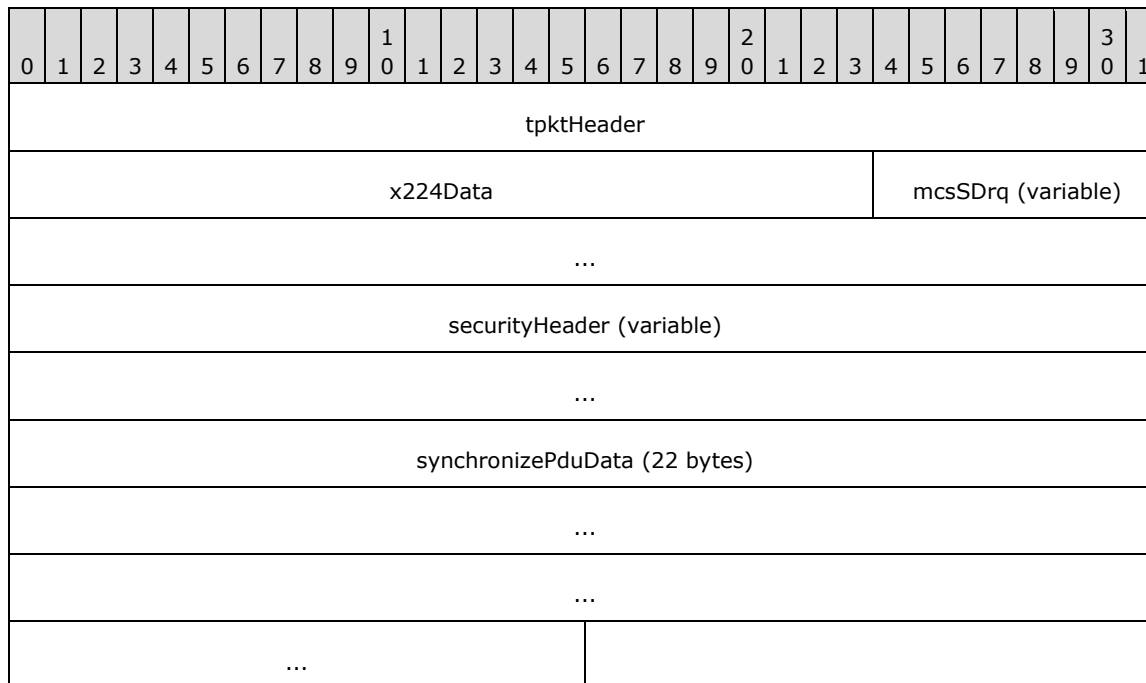 1 2 3
0 1 2 3 4 5 6 7 8 9 0 1 2 3 4 5 6 7 8 9 0 1 2 3 4 5 6 7 8 9 0 1
tpktHeader
x224Data mcsSDrq (variable)
...
securityHeader (variable)
...
synchronizePduData (22 bytes)
...
...
...